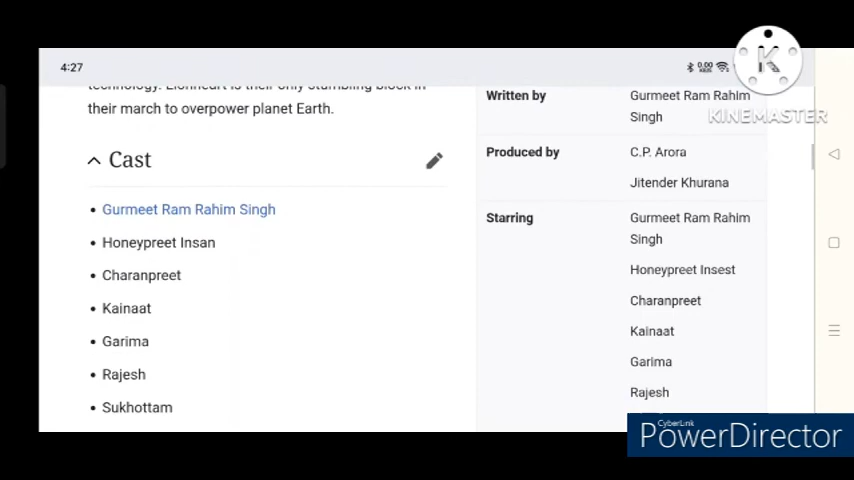 4:27
0.00
KINEMASTER
technology. Lionheart is their only stumbling block in
their march to overpower planet Earth.
Cast
Gurmeet Ram Rahim Singh
Honeypreet Insan
Charanpreet
Kainaat
Garima
Rajesh
Sukhottam
Written by
Gurmeet Ram Rahim
Singh
Produced by
C.P. Arora
Jitender Khurana
Starring
Gurmeet Ram Rahim
Singh
Honeypreet Insest
Charanpreet
Kainaat
Garima
Rajesh
CyberLink
PowerDirector